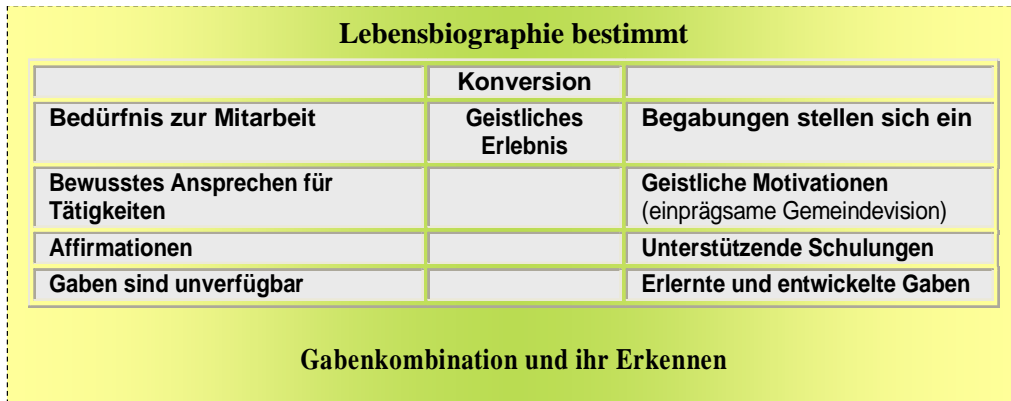 Lebensbiographie bestimmt
Konversion
Bedürfnis zur Mitarbeit Geistliches Erlebnis Begabungen stellen sich ein
Bewusstes Ansprechen für Tätigkeiten Geistliche Motivationen (einprägsame Gemeindevision)
Affirmationen Unterstützende Schulungen
Gaben sind unverfügbar Erlernte und entwickelte Gaben
Gabenkombination und ihr Erkennen